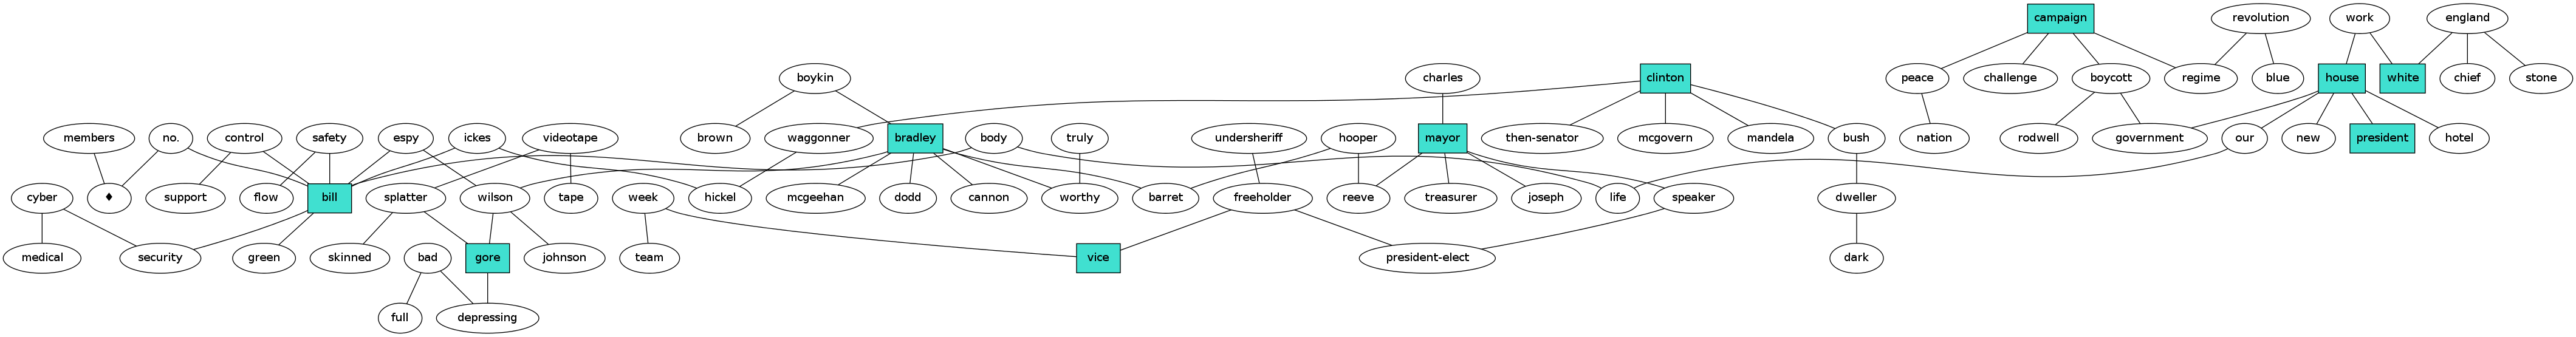 campaign revolution work england
boykin charles clinton peace challenge boycott regime blue house white chief stone
members no. control safety espy ickes videotape brown waggonner bradley body truly undersheriff hooper mayor then-senator mcgovern mandela bush nation rodwell government our new president hotel
cyber ♦ support flow bill splatter wilson tape hickel week mcgeehan dodd cannon worthy barret freeholder reeve treasurer joseph life speaker dweller
medical security green skinned bad gore johnson team vice president-elect dark
full depressing